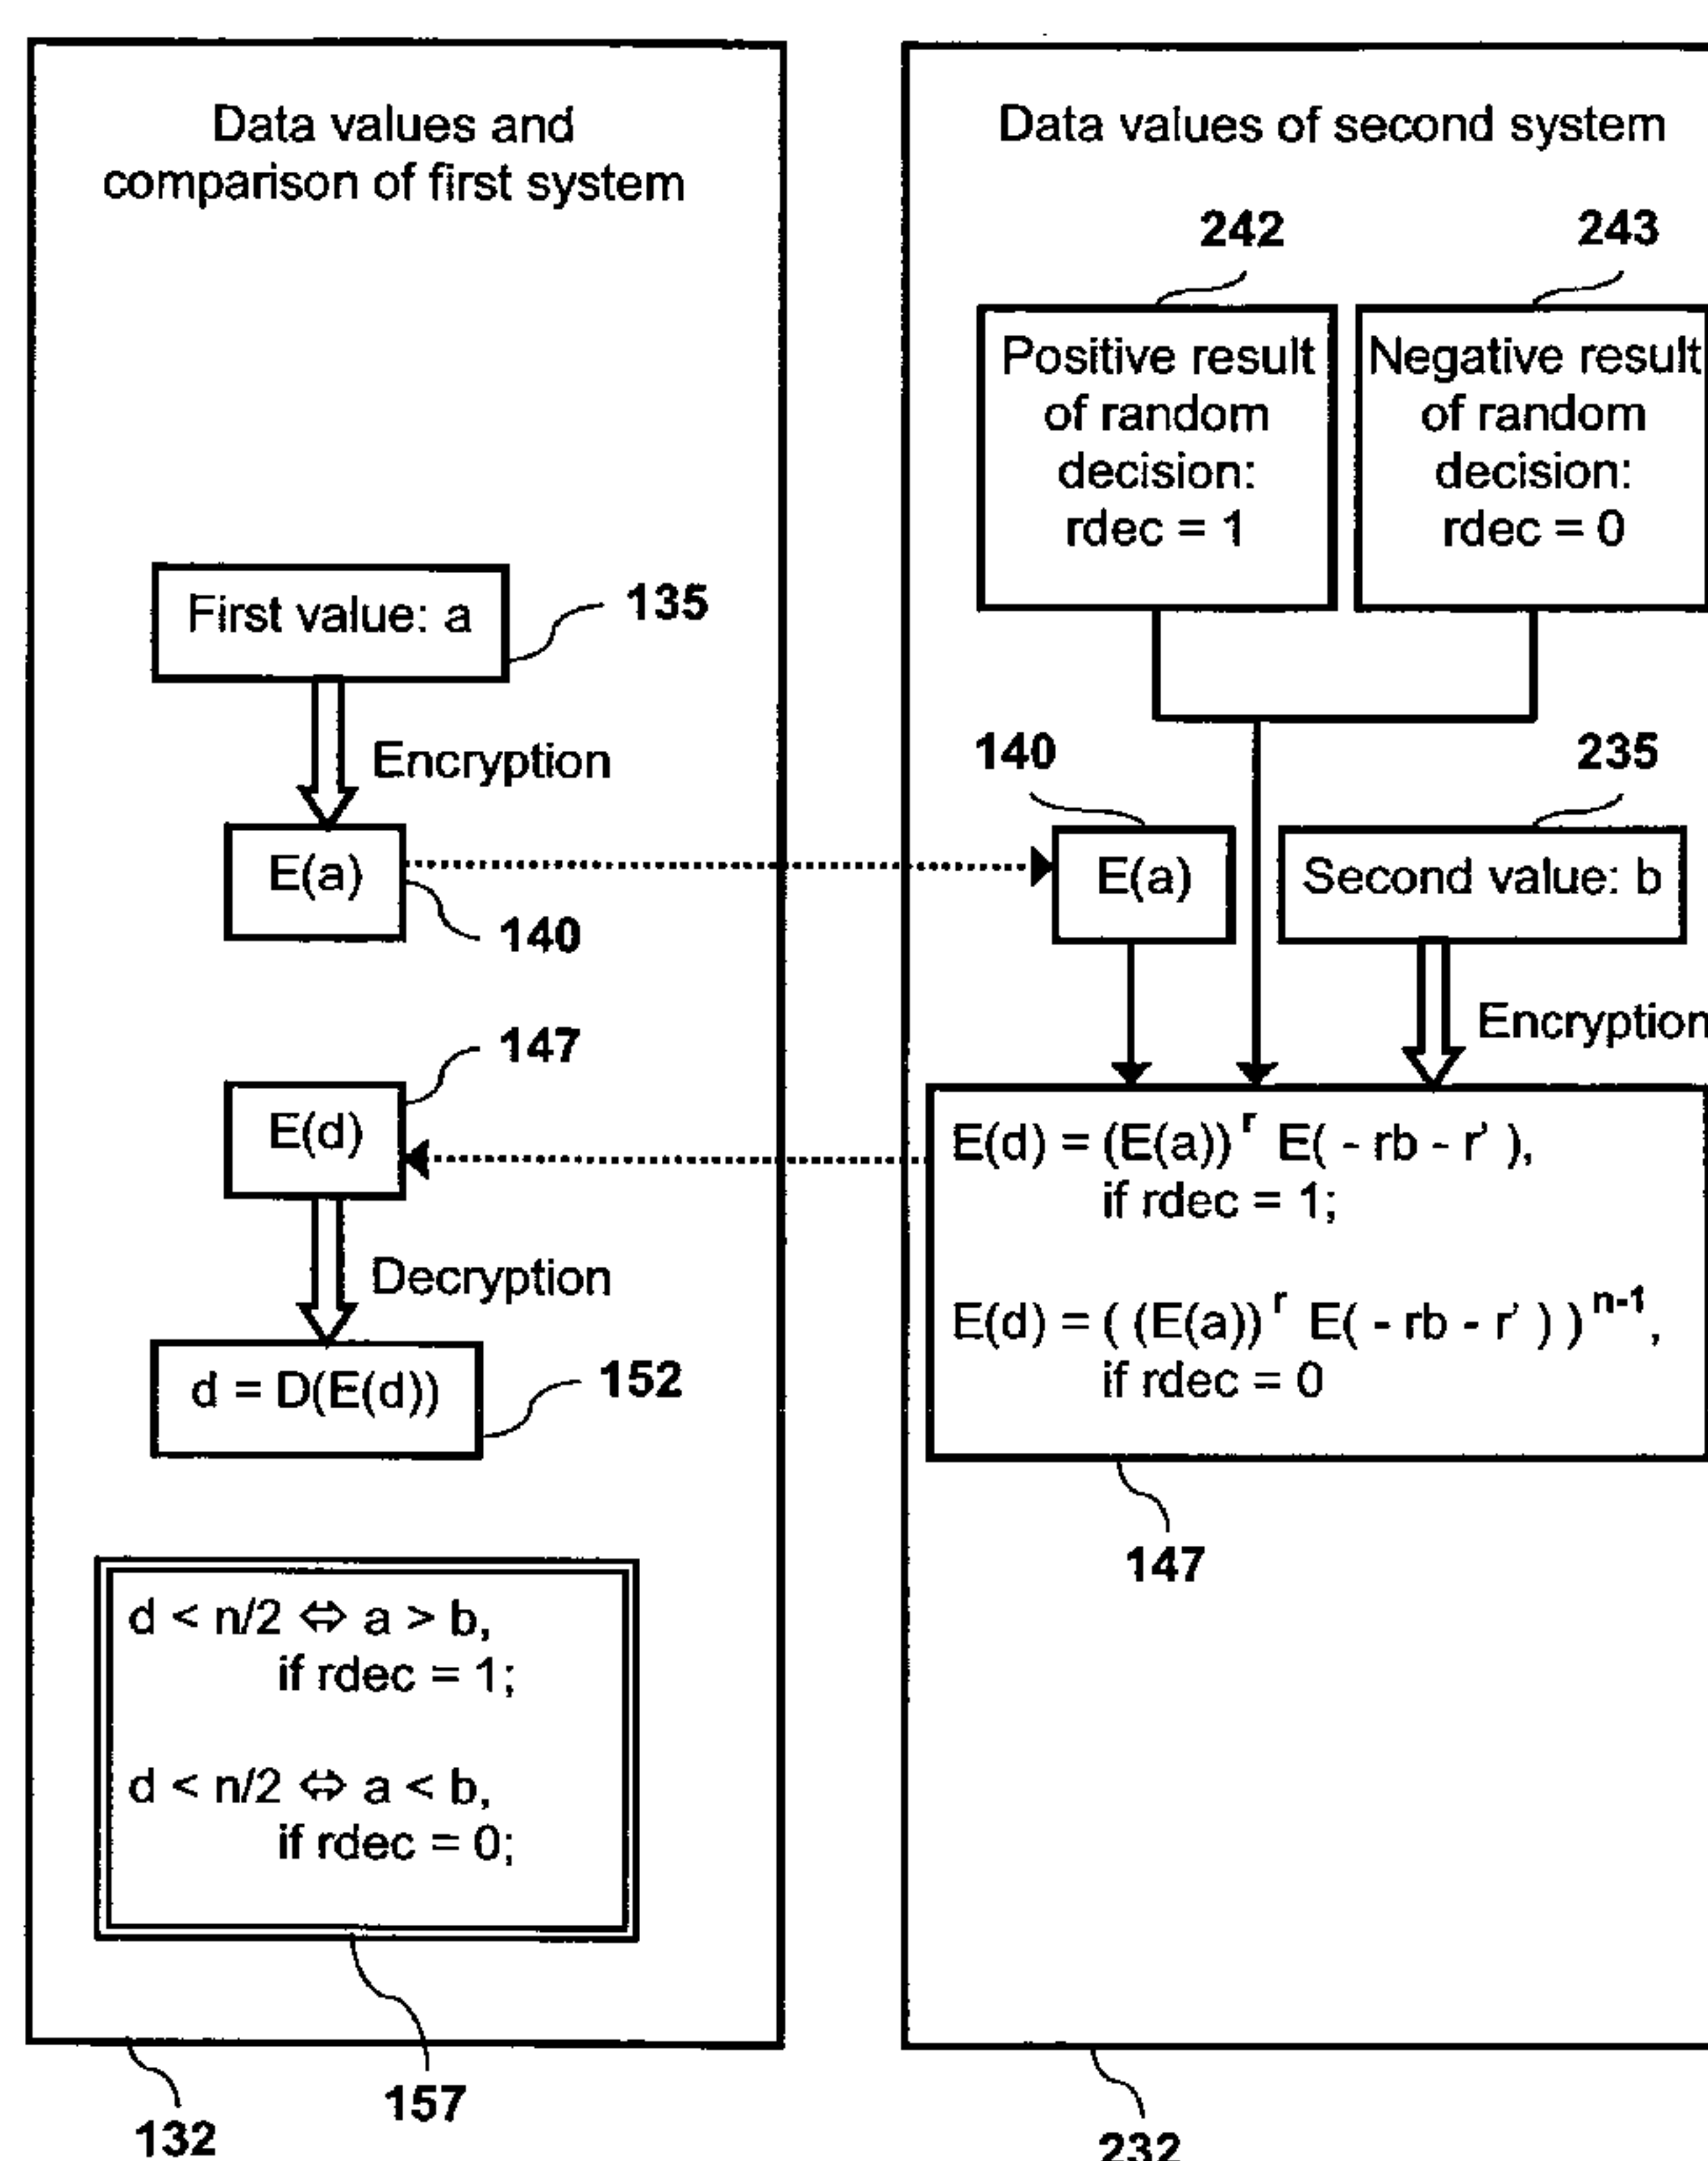 Data values and
comparison of first system
First value: a
135
Encryption
E(a)
140
147
E(d)
Decryption
d = D(E(d))
152
d < n/2 ⇔ a > b,
if rdec = 1;
d < n/2 ⇔ a < b,
if rdec = 0;
157
132
Data values of second system
242
243
Positive result
of random
decision:
rdec = 1
Negative result
of random
decision:
rdec = 0
140
235
E(a)
Second value: b
Encryption
E(d) = (E(a))^r E( - rb - r' ),
if rdec = 1;
E(d) = ( (E(a))^r E( - rb - r' ) )^n-1,
if rdec = 0
147
232